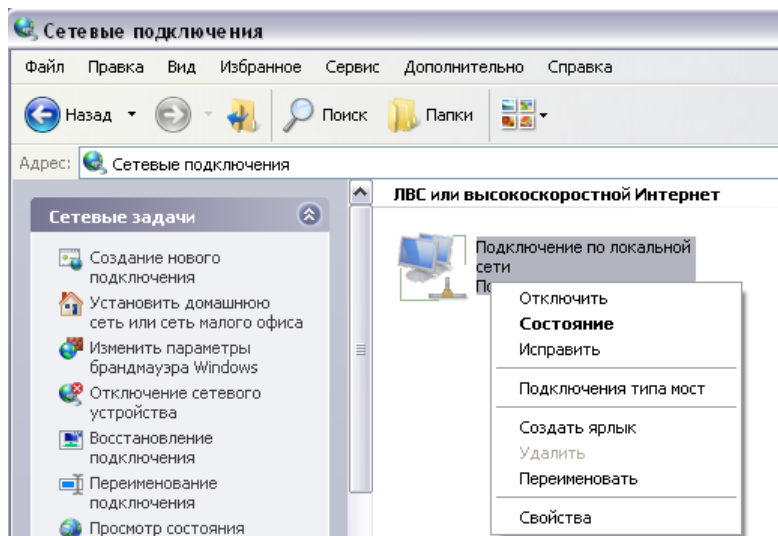 Сетевые подключения
Файл Правка Вид Избранное Сервис Дополнительно Справка
Назад Поиск Папки
Адрес: Сетевые подключения
Сетевые задачи
Создание нового
подключения
Установить домашнюю
сеть или сеть малого офиса
Изменить параметры
брандмауэра Windows
Отключение сетевого
устройства
Восстановление
подключения
Переименование
подключения
Просмотр состояния
ЛВС или высокоскоростной Интернет
Подключение по локальной
сети
Отключить
Состояние
Исправить
Подключения типа мост
Создать ярлык
Удалить
Переименовать
Свойства